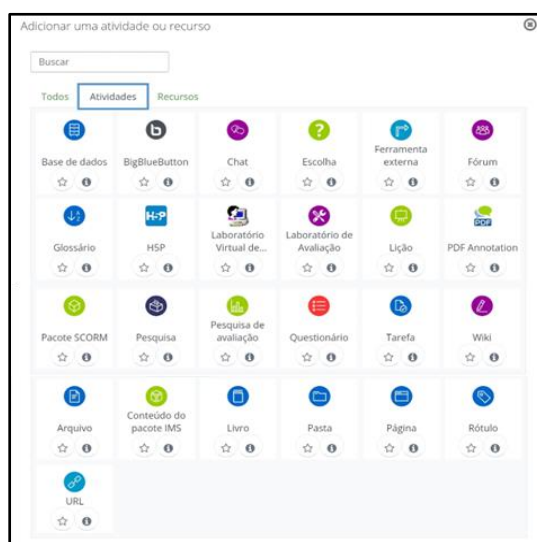 Adicionar uma atividade ou recurso
Buscar
Todos Atividades Recursos
Base de dados BigBlueButton Chat Escolha Ferramenta externa Fórum
Glossário H5P Laboratório Virtual de... Laboratório de Avaliação Lição PDF Annotation
Pacote SCORM Pesquisa Pesquisa de avaliação Questionário Tarefa Wiki
Arquivo Conteúdo do pacote IMS Livro Pasta Página Rótulo
URL